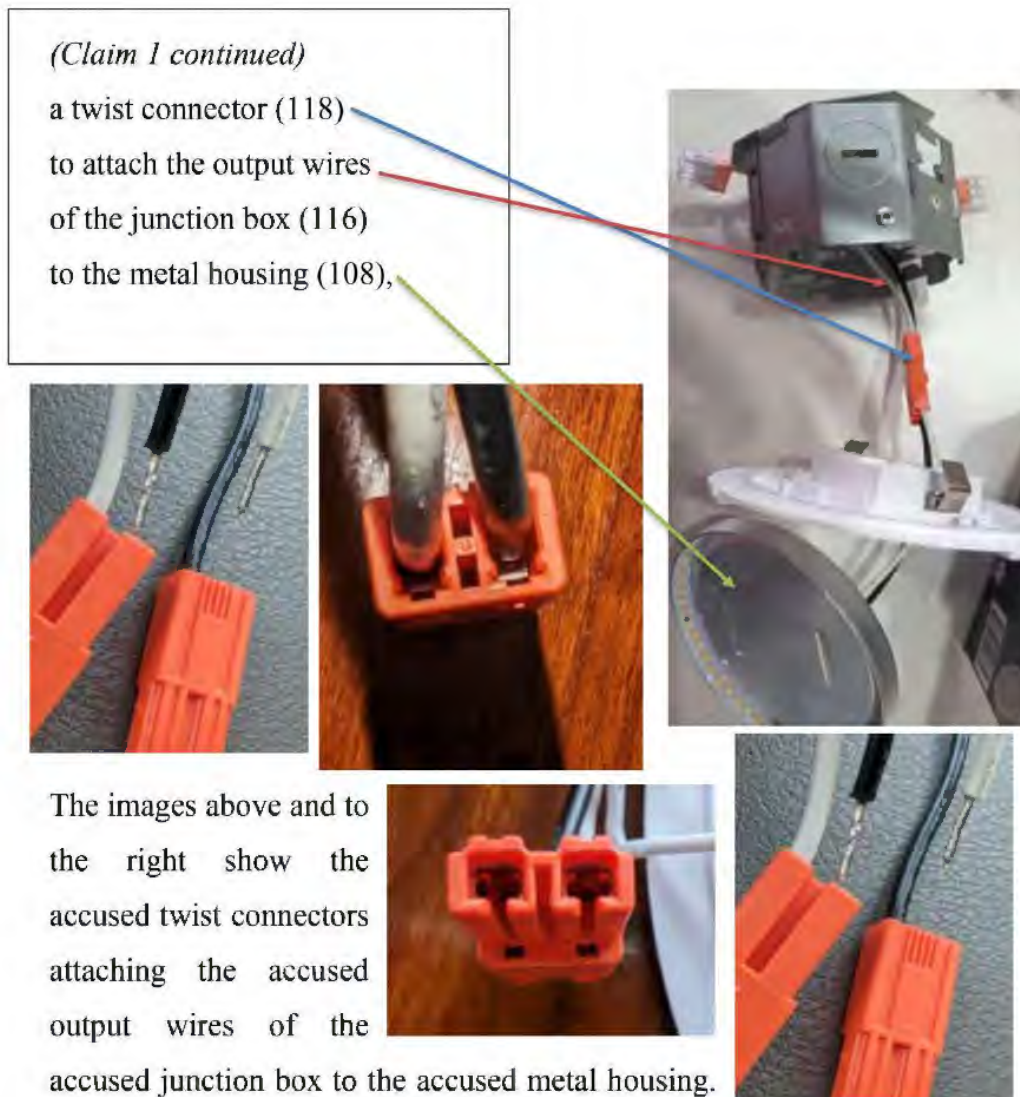 (Claim 1 continued)
a twist connector (118)
to attach the output wires
of the junction box (116)
to the metal housing (108),
The images above and to
the right show the
accused twist connectors
attaching the accused
output wires of the
accused junction box to the accused metal housing.